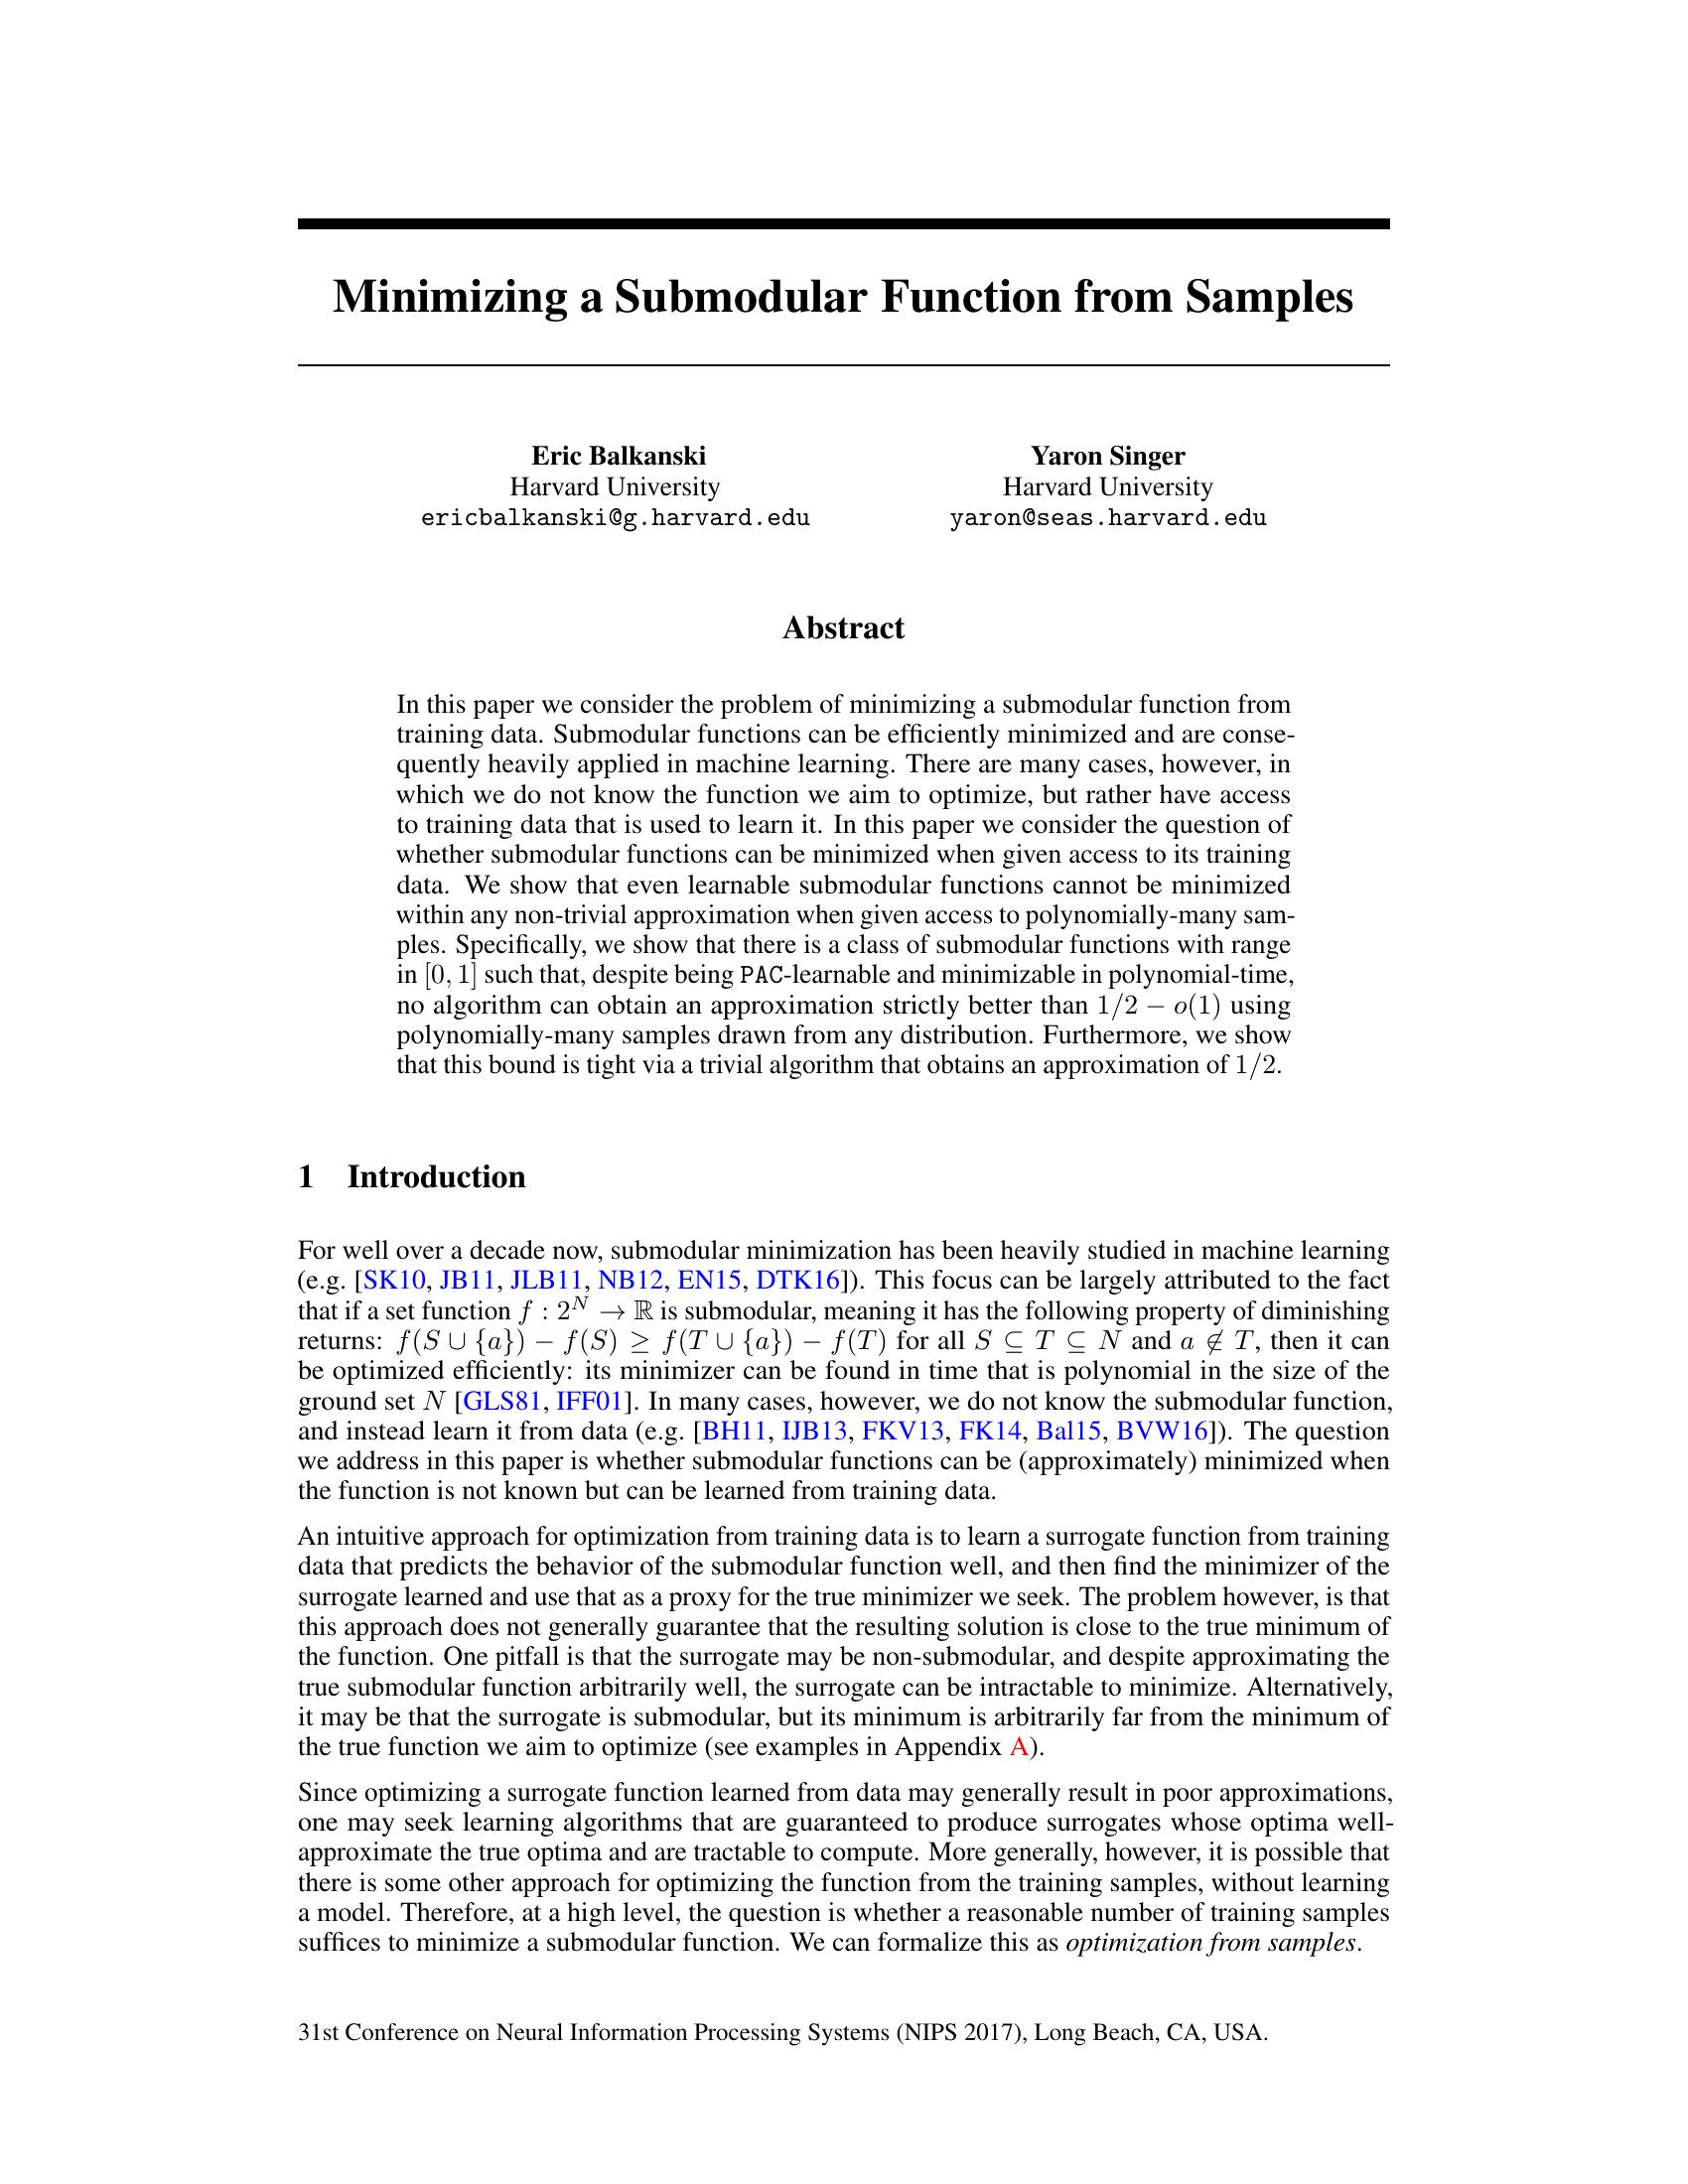 Minimizing a Submodular Function from Samples
Eric Balkanski
Harvard University
ericbalkanski@g.harvard.edu
Yaron Singer
Harvard University
yaron@seas.harvard.edu
Abstract
In this paper we consider the problem of minimizing a submodular function from
training data. Submodular functions can be efficiently minimized and are conse-
quently heavily applied in machine learning. There are many cases, however, in
which we do not know the function we aim to optimize, but rather have access
to training data that is used to learn it. In this paper we consider the question of
whether submodular functions can be minimized when given access to its training
data. We show that even learnable submodular functions cannot be minimized
within any non-trivial approximation when given access to polynomially-many sam-
ples. Specifically, we show that there is a class of submodular functions with range
in [0, 1] such that, despite being PAC-learnable and minimizable in polynomial-time,
no algorithm can obtain an approximation strictly better than 1/2 − o(1) using
polynomially-many samples drawn from any distribution. Furthermore, we show
that this bound is tight via a trivial algorithm that obtains an approximation of 1/2.
1 Introduction
For well over a decade now, submodular minimization has been heavily studied in machine learning
(e.g. [SK10, JB11, JLB11, NB12, EN15, DTK16]). This focus can be largely attributed to the fact
that if a set function f : 2^N → ℝ is submodular, meaning it has the following property of diminishing
returns: f(S ∪ {a}) − f(S) ≥ f(T ∪ {a}) − f(T) for all S ⊆ T ⊆ N and a ∉ T, then it can
be optimized efficiently: its minimizer can be found in time that is polynomial in the size of the
ground set N [GLS81, IFF01]. In many cases, however, we do not know the submodular function,
and instead learn it from data (e.g. [BH11, IJB13, FKV13, FK14, Bal15, BVW16]). The question
we address in this paper is whether submodular functions can be (approximately) minimized when
the function is not known but can be learned from training data.
An intuitive approach for optimization from training data is to learn a surrogate function from training
data that predicts the behavior of the submodular function well, and then find the minimizer of the
surrogate learned and use that as a proxy for the true minimizer we seek. The problem however, is that
this approach does not generally guarantee that the resulting solution is close to the true minimum of
the function. One pitfall is that the surrogate may be non-submodular, and despite approximating the
true submodular function arbitrarily well, the surrogate can be intractable to minimize. Alternatively,
it may be that the surrogate is submodular, but its minimum is arbitrarily far from the minimum of
the true function we aim to optimize (see examples in Appendix A).
Since optimizing a surrogate function learned from data may generally result in poor approximations,
one may seek learning algorithms that are guaranteed to produce surrogates whose optima well-
approximate the true optima and are tractable to compute. More generally, however, it is possible that
there is some other approach for optimizing the function from the training samples, without learning
a model. Therefore, at a high level, the question is whether a reasonable number of training samples
suffices to minimize a submodular function. We can formalize this as optimization from samples.
31st Conference on Neural Information Processing Systems (NIPS 2017), Long Beach, CA, USA.